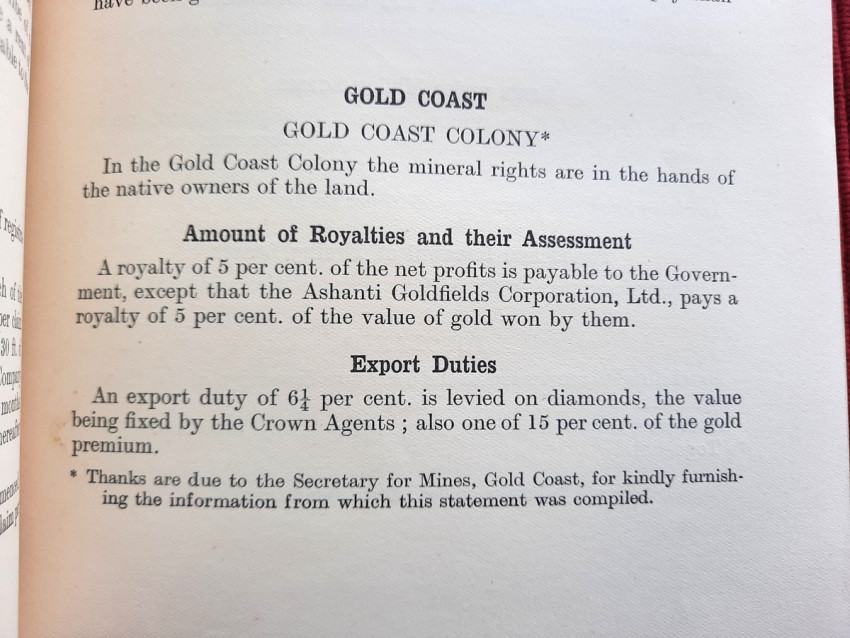 have been
GOLD COAST
GOLD COAST COLONY*
In the Gold Coast Colony the mineral rights are in the hands of
the native owners of the land.
Amount of Royalties and their Assessment
A royalty of 5 per cent. of the net profits is payable to the Govern-
ment, except that the Ashanti Goldfields Corporation, Ltd., pays a
royalty of 5 per cent. of the value of gold won by them.
Export Duties
An export duty of 6¼ per cent. is levied on diamonds, the value
being fixed by the Crown Agents ; also one of 15 per cent. of the gold
premium.
* Thanks are due to the Secretary for Mines, Gold Coast, for kindly furnish-
ing the information from which this statement was compiled.